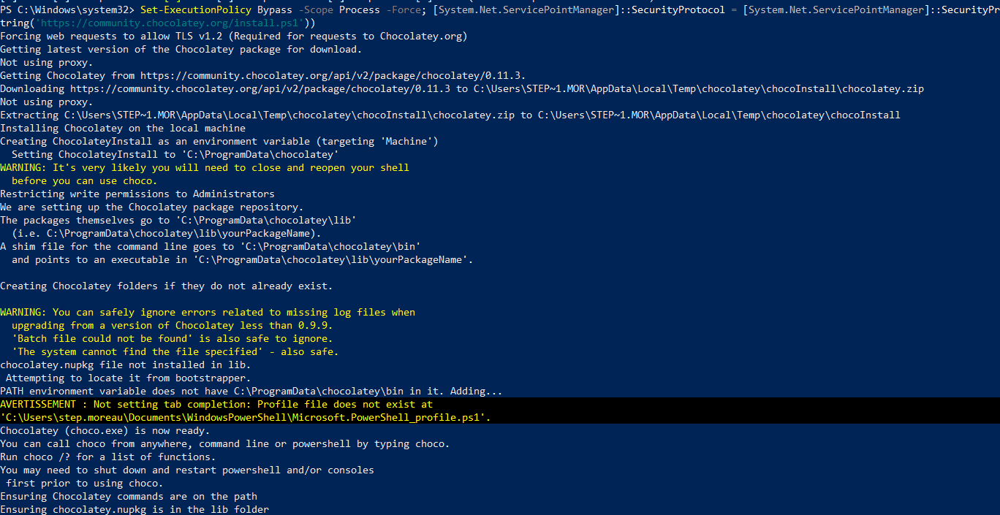 PS C:\Windows\system32> Set-ExecutionPolicy Bypass -Scope Process -Force; [System.Net.ServicePointManager]::SecurityProtocol = [System.Net.ServicePointManager]::SecurityPr
tring('https://community.chocolatey.org/install.ps1'))
Forcing web requests to allow TLS v1.2 (Required for requests to Chocolatey.org)
Getting latest version of the Chocolatey package for download.
Not using proxy.
Getting Chocolatey from https://community.chocolatey.org/api/v2/package/chocolatey/0.11.3.
Downloading https://community.chocolatey.org/api/v2/package/chocolatey/0.11.3 to C:\Users\STEP~1.MOR\AppData\Local\Temp\chocolatey\chocoInstall\chocolatey.zip
Not using proxy.
Extracting C:\Users\STEP~1.MOR\AppData\Local\Temp\chocolatey\chocoInstall\chocolatey.zip to C:\Users\STEP~1.MOR\AppData\Local\Temp\chocolatey\chocoInstall
Installing Chocolatey on the local machine
Creating ChocolateyInstall as an environment variable (targeting 'Machine')
  Setting ChocolateyInstall to 'C:\ProgramData\chocolatey'
WARNING: It's very likely you will need to close and reopen your shell
  before you can use choco.
Restricting write permissions to Administrators
We are setting up the Chocolatey package repository.
The packages themselves go to 'C:\ProgramData\chocolatey\lib'
  (i.e. C:\ProgramData\chocolatey\lib\yourPackageName).
A shim file for the command line goes to 'C:\ProgramData\chocolatey\bin'
  and points to an executable in 'C:\ProgramData\chocolatey\lib\yourPackageName'.

Creating Chocolatey folders if they do not already exist.

WARNING: You can safely ignore errors related to missing log files when
  upgrading from a version of Chocolatey less than 0.9.9.
  'Batch file could not be found' is also safe to ignore.
  'The system cannot find the file specified' - also safe.
chocolatey.nupkg file not installed in lib.
 Attempting to locate it from bootstrapper.
PATH environment variable does not have C:\ProgramData\chocolatey\bin in it. Adding...
AVERTISSEMENT : Not setting tab completion: Profile file does not exist at
'C:\Users\step.moreau\Documents\WindowsPowerShell\Microsoft.PowerShell_profile.ps1'.
Chocolatey (choco.exe) is now ready.
You can call choco from anywhere, command line or powershell by typing choco.
Run choco /? for a list of functions.
You may need to shut down and restart powershell and/or consoles
 first prior to using choco.
Ensuring Chocolatey commands are on the path
Ensuring chocolatey.nupkg is in the lib folder